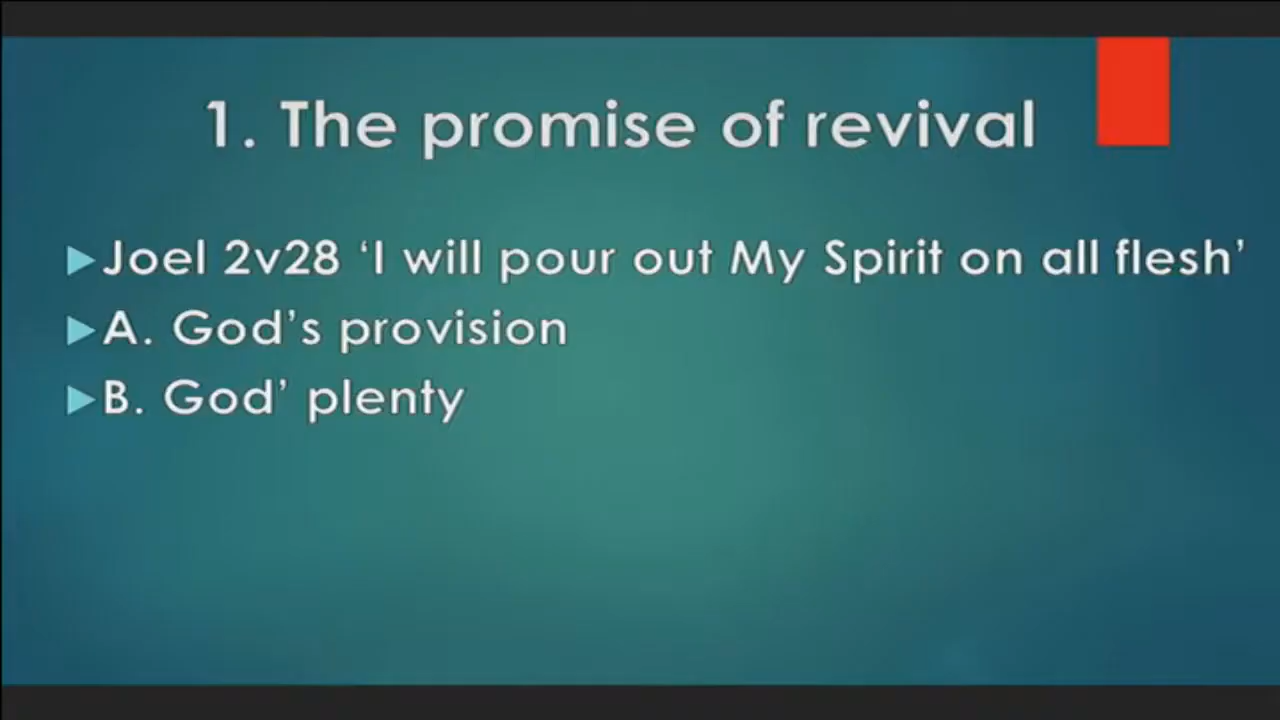 1. The promise of revival
Joel 2v28 ‘I will pour out My Spirit on all flesh’
A. God’s provision
B. God’ plenty